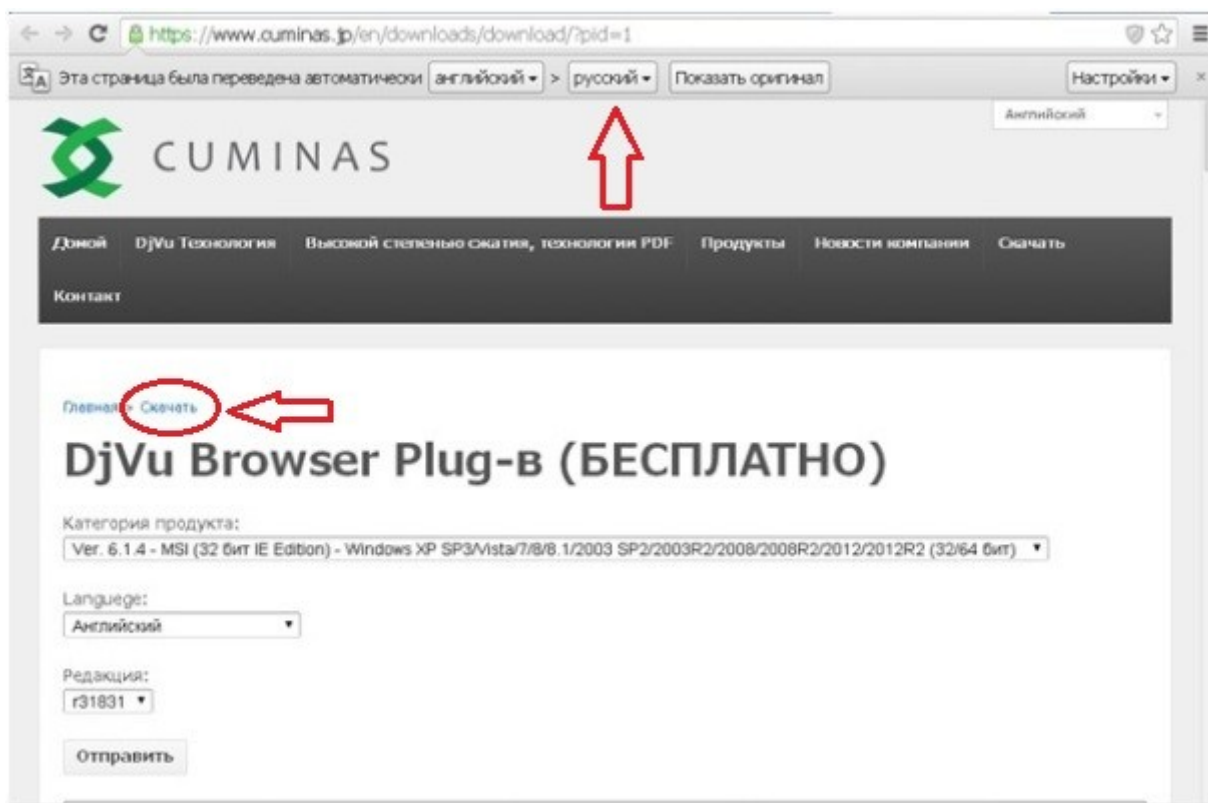 https://www.cuminas.jp/en/downloads/download/?pid=1
Эта страница была переведена автоматически английский > русский Показать оригинал Настройки ×
Английский
CUMINAS
Домой DjVu Технология Высокой степенью сжатия, технологии PDF Продукты Новости компании Скачать
Контакт
Главная > Скачать
DjVu Browser Plug-в (БЕСПЛАТНО)
Категория продукта:
Ver. 6.1.4 - MSI (32 бит IE Edition) - Windows XP SP3/Vista/7/8/8.1/2003 SP2/2003R2/2008/2008R2/2012/2012R2 (32/64 бит)
Languege:
Английский
Редакция:
r31831
Отправить